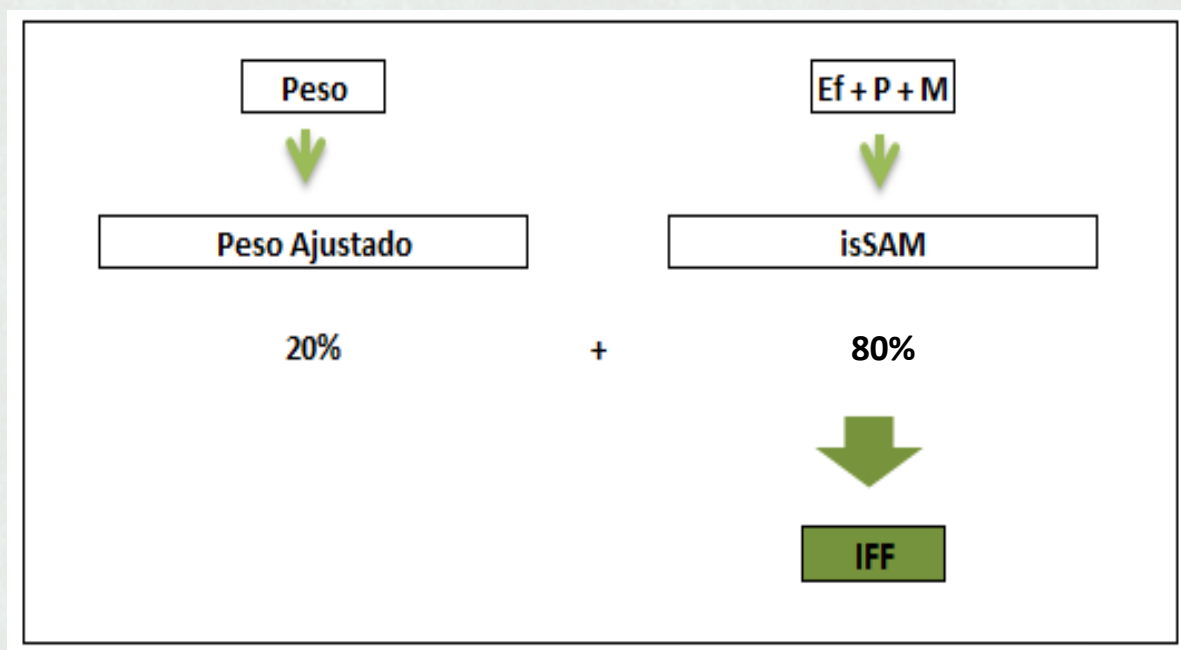 Peso
Ef + P + M
Peso Ajustado
isSAM
20%
+
80%
IFF